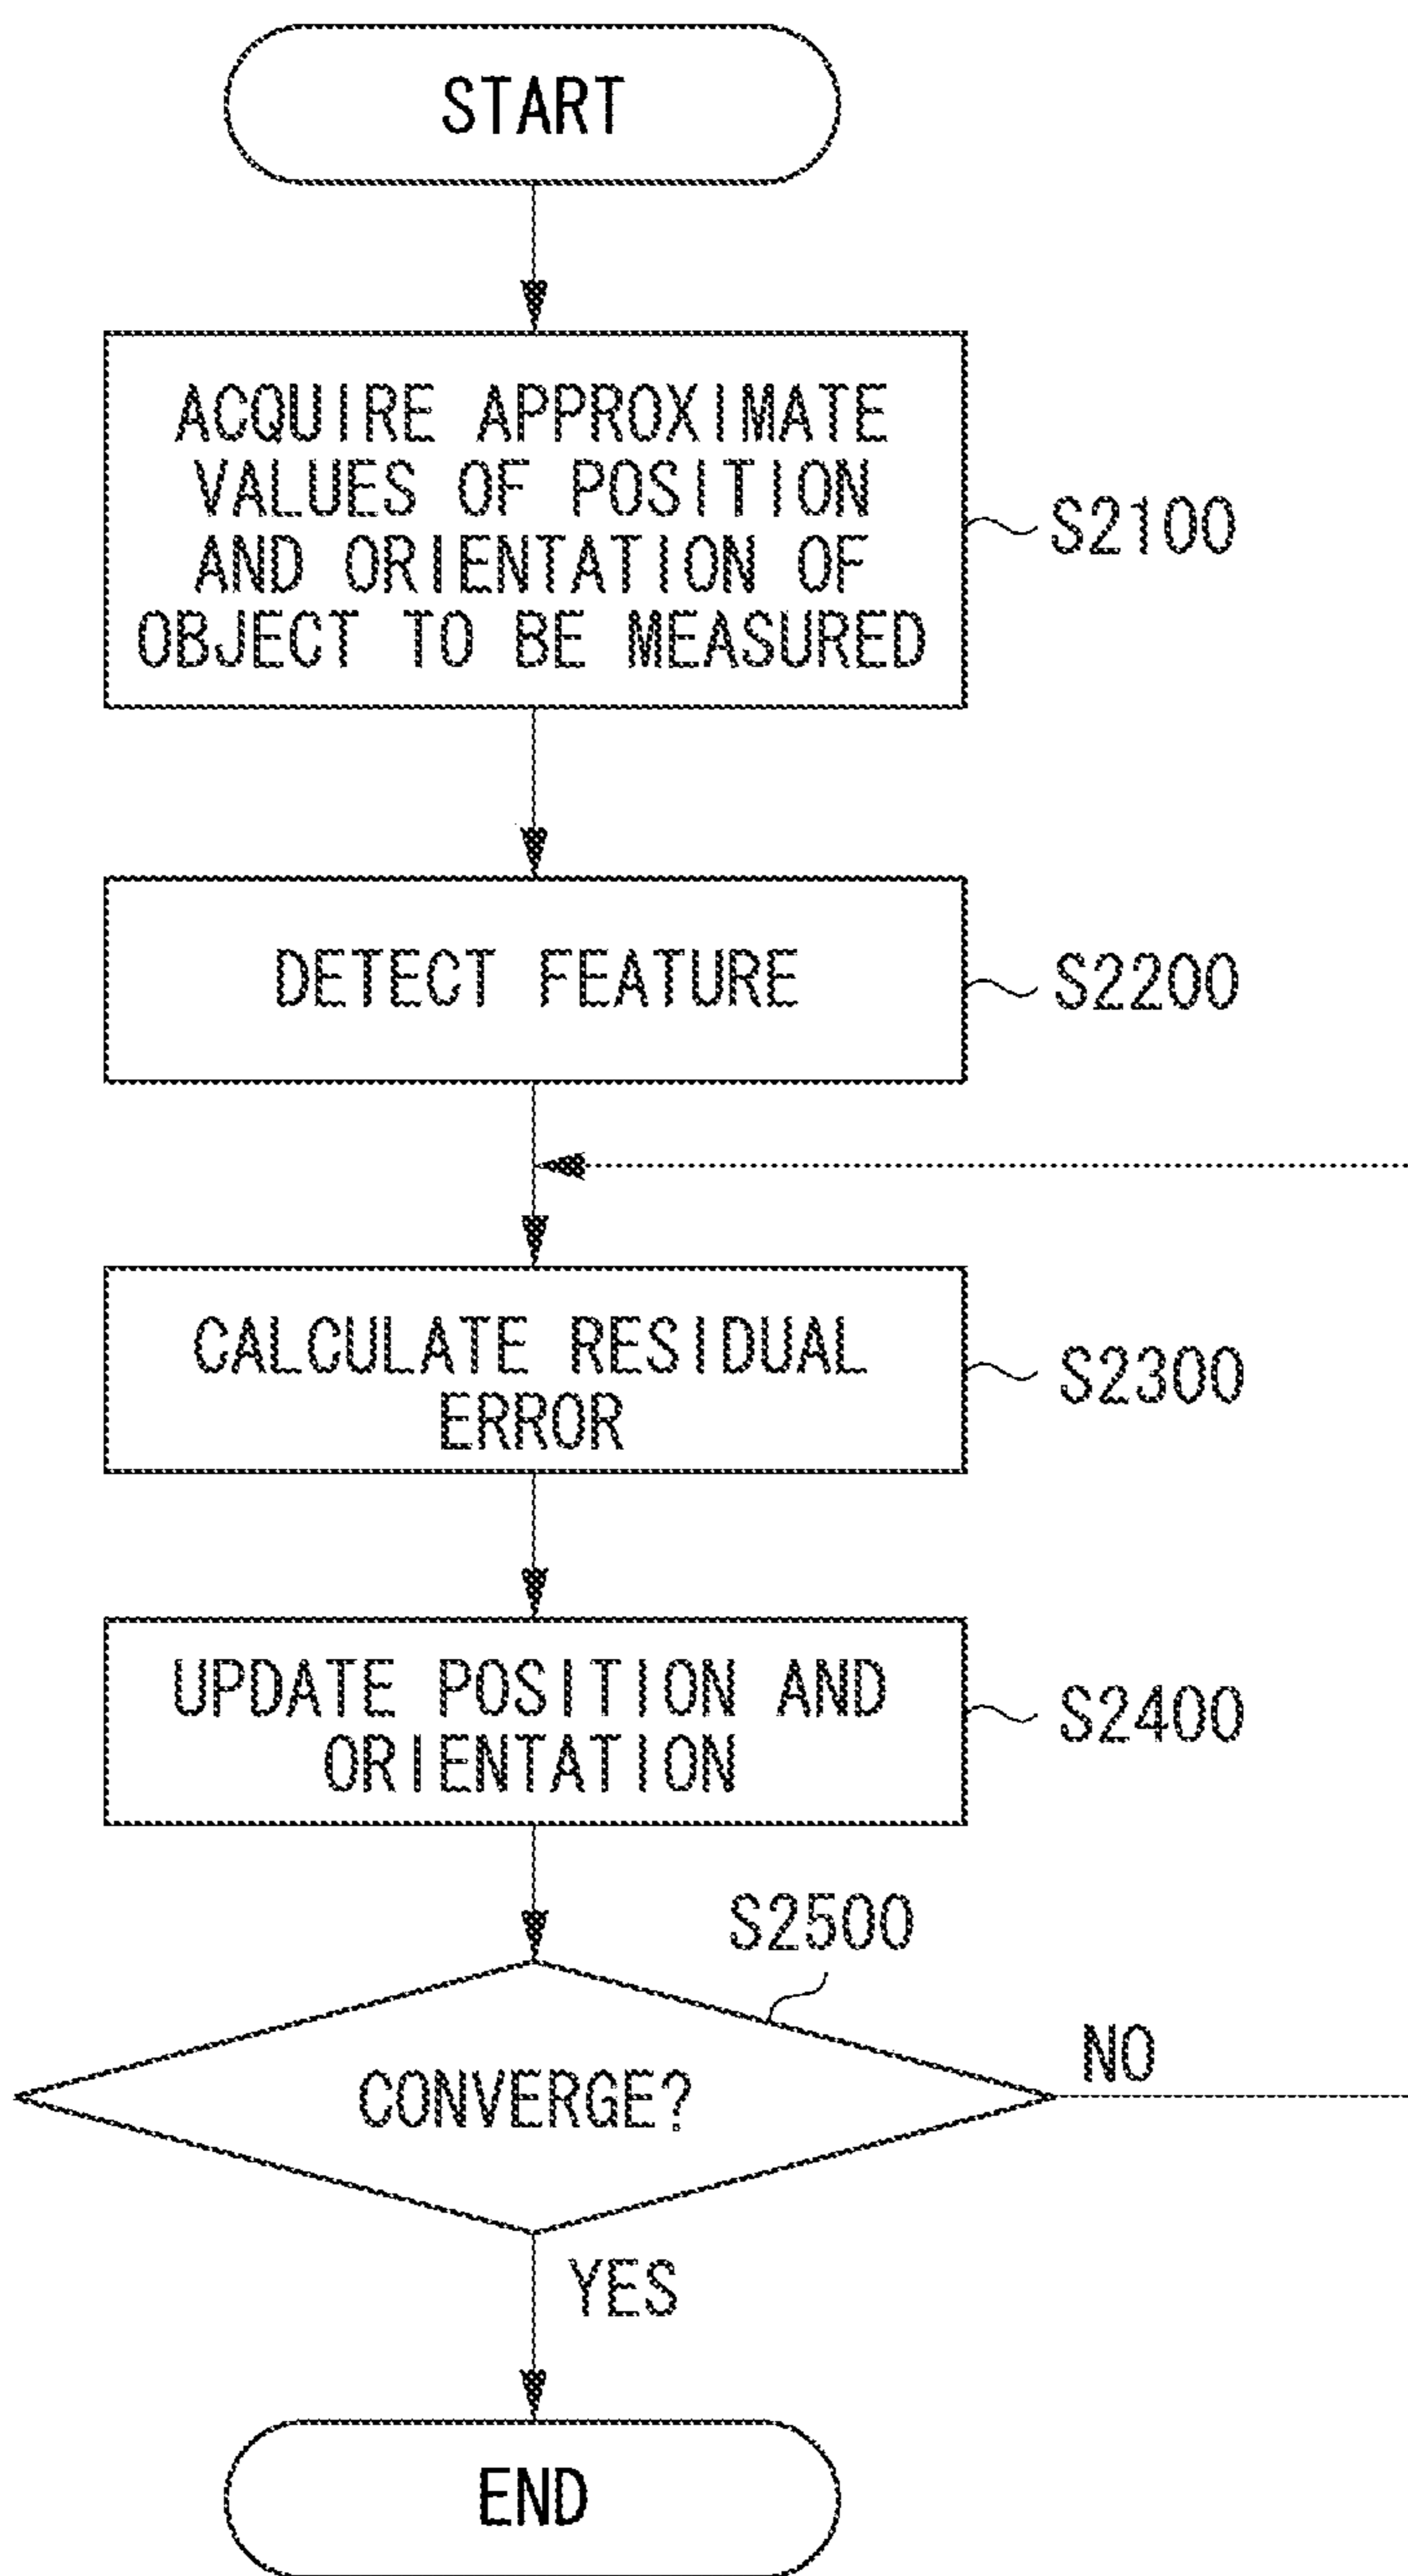 START
ACQUIRE APPROXIMATE
VALUES OF POSITION
AND ORIENTATION OF
OBJECT TO BE MEASURED
S2100
DETECT FEATURE
S2200
CALCULATE RESIDUAL
ERROR
S2300
UPDATE POSITION AND
ORIENTATION
S2400
S2500
CONVERGE?
NO
YES
END